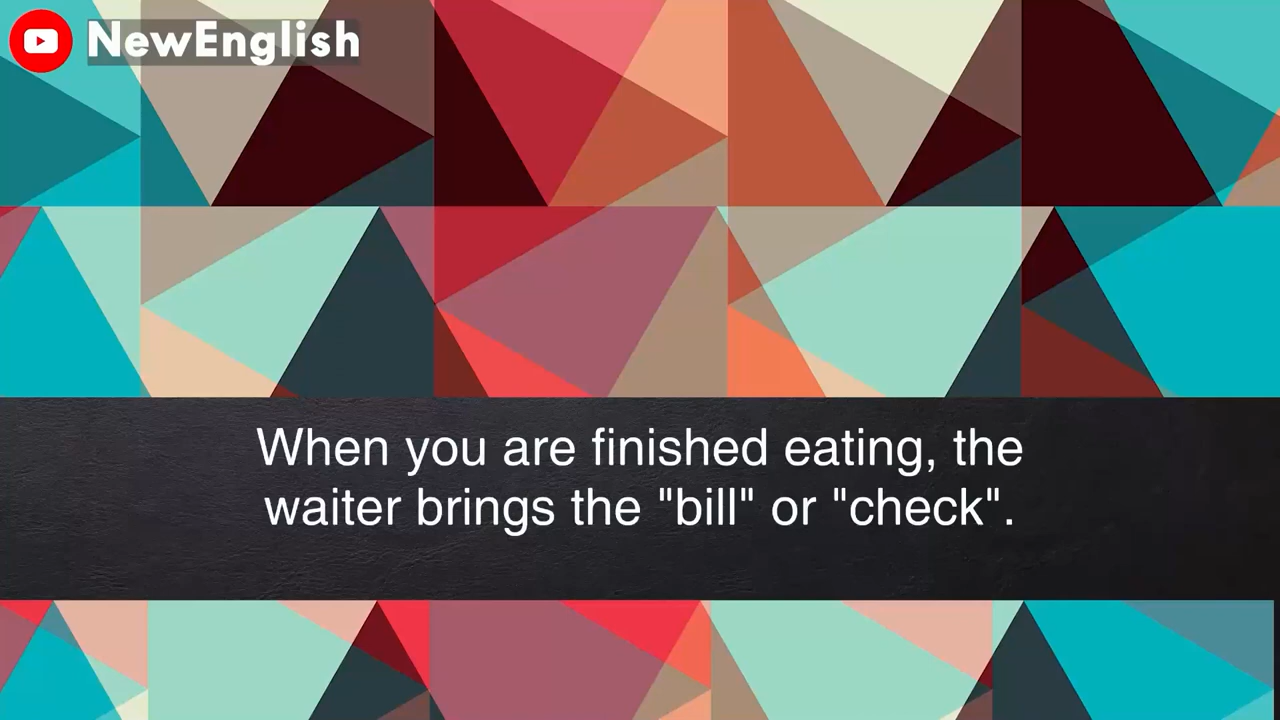 NewEnglish
When you are finished eating, the
waiter brings the "bill" or "check".